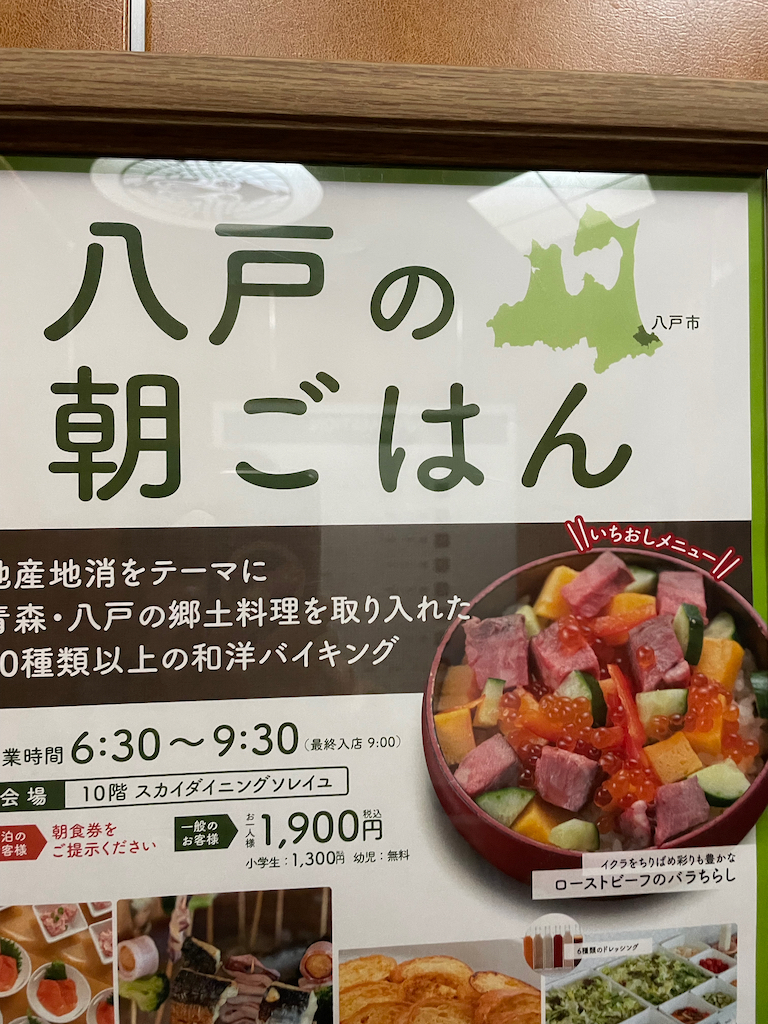 八戸の
八戸市
朝ごはん
いちおしメニュー
地産地消をテーマに
青森・八戸の郷土料理を取り入れた
0種類以上の和洋バイキング
業時間 6:30～9:30（最終入店 9:00）
会場 10階 スカイダイニングソレイユ
泊の
客様
朝食券を
ご提示ください
一般の
お客様
お一人様 1,900円 税込
小学生：1,300円 幼児：無料
イクラをちりばめ彩りも豊かな
ローストビーフのバラちらし
6種類のドレッシング